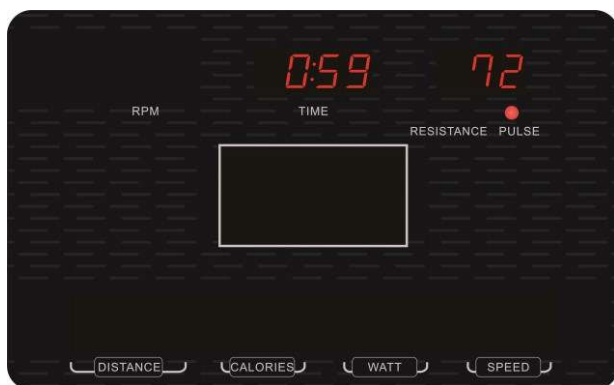 0:59 72
RPM TIME
RESISTANCE PULSE
DISTANCE CALORIES WATT SPEED